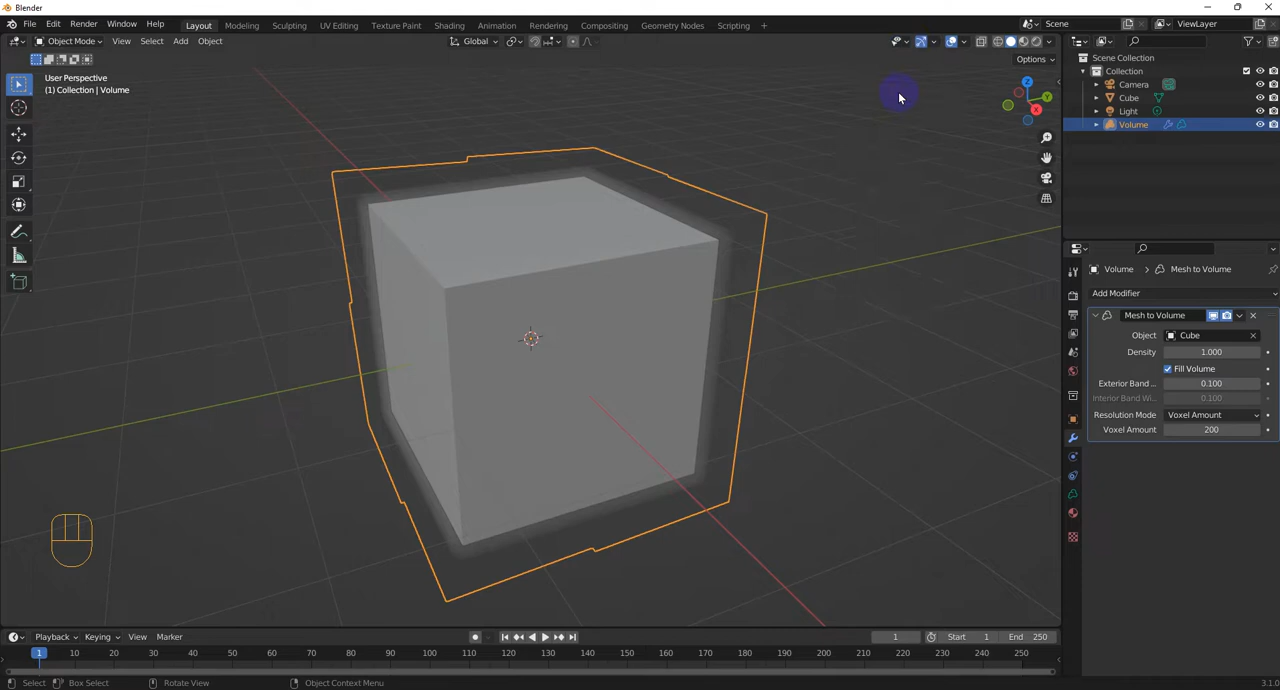 Blender
File Edit Render Window Help
Layout Modeling Sculpting UV Editing Texture Paint Shading Animation Rendering Compositing Geometry Nodes Scripting +
Scene
ViewLayer
Object Mode View Select Add Object
Global
Options
User Perspective
(1) Collection | Volume
Z
Y
X
Scene Collection
Collection
Camera
Cube
Light
Volume
Volume > Mesh to Volume
Add Modifier
Mesh to Volume
Object Cube
Density 1.000
Fill Volume
Exterior Band ... 0.100
Interior Band Wi... 0.100
Resolution Mode Voxel Amount
Voxel Amount 200
Playback Keying View Marker
1 Start 1 End 250
1 10 20 30 40 50 60 70 80 90 100 110 120 130 140 150 160 170 180 190 200 210 220 230 240 250
Select Box Select Rotate View Object Context Menu
3.1.0